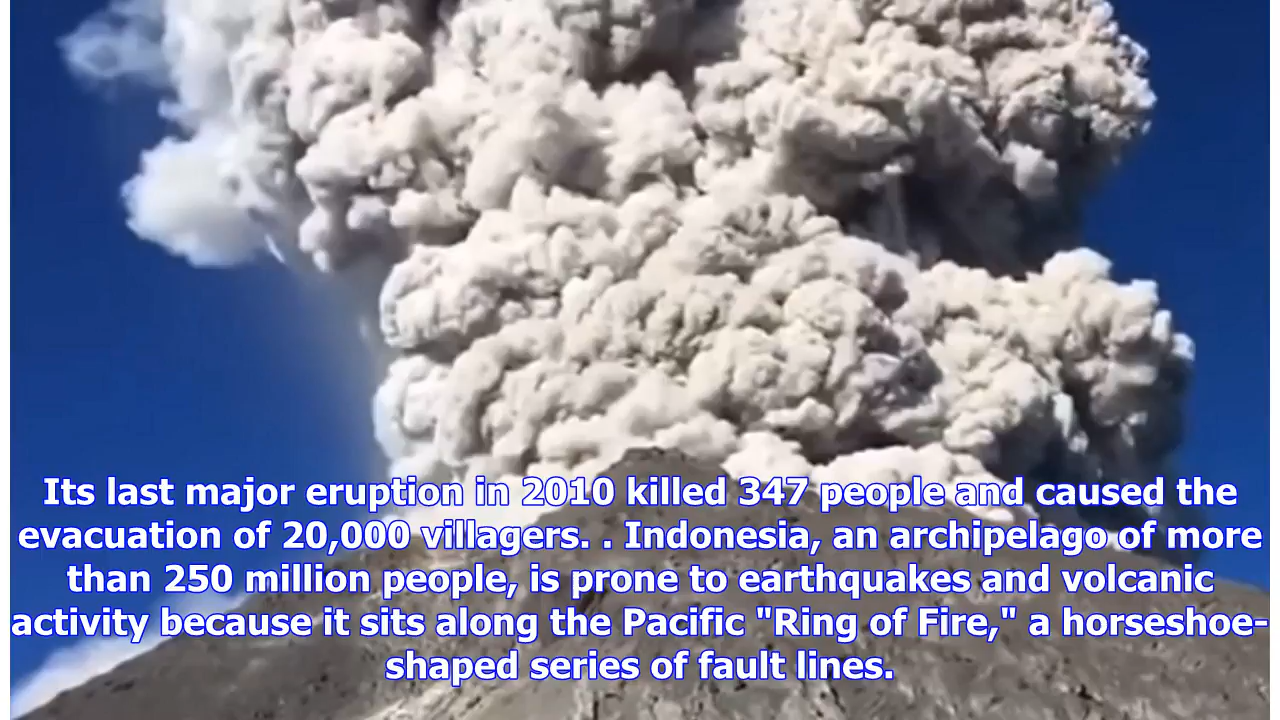 Its last major eruption in 2010 killed 347 people and caused the
evacuation of 20,000 villagers. . Indonesia, an archipelago of more
than 250 million people, is prone to earthquakes and volcanic
activity because it sits along the Pacific "Ring of Fire," a horseshoe-
shaped series of fault lines.